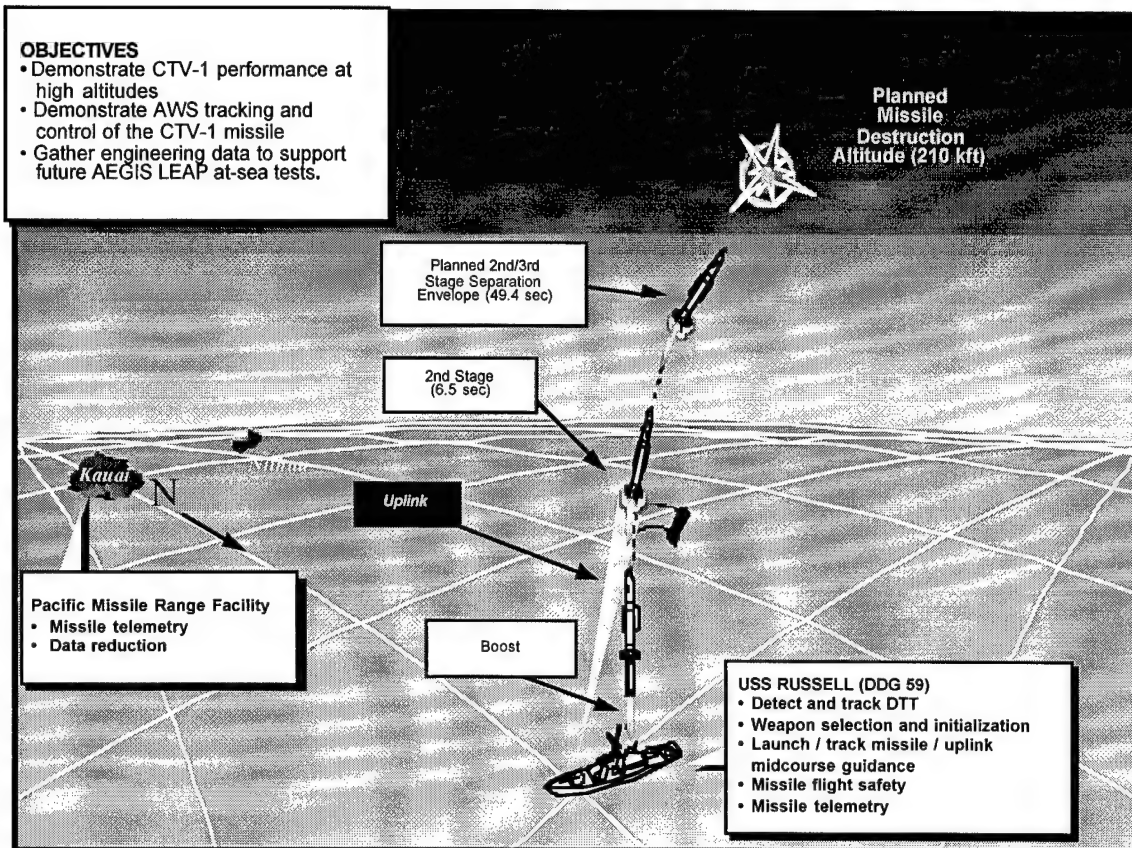 OBJECTIVES
• Demonstrate CTV-1 performance at
high altitudes
• Demonstrate AWS tracking and
control of the CTV-1 missile
• Gather engineering data to support
future AEGIS LEAP at-sea tests.
Planned
Missile
Destruction
Altitude (210 kft)
Planned 2nd/3rd
Stage Separation
Envelope (49.4 sec)
2nd Stage
(6.5 sec)
Kauai
N
Uplink
Pacific Missile Range Facility
• Missile telemetry
• Data reduction
Boost
USS RUSSELL (DDG 59)
• Detect and track DTT
• Weapon selection and initialization
• Launch / track missile / uplink
midcourse guidance
• Missile flight safety
• Missile telemetry